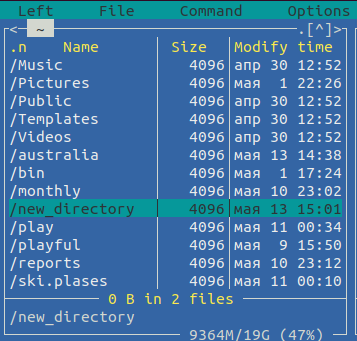 Left File Command Options
<- ~ .[^]>
.n Name Size Modify time
/Music 4096 апр 30 12:52
/Pictures 4096 мая 1 22:26
/Public 4096 апр 30 12:52
/Templates 4096 апр 30 12:52
/Videos 4096 апр 30 12:52
/australia 4096 мая 13 14:38
/bin 4096 мая 1 17:24
/monthly 4096 мая 10 23:02
/new_directory 4096 мая 13 15:01
/play 4096 мая 11 00:34
/playful 4096 мая 9 15:50
/reports 4096 мая 10 23:12
/ski.plases 4096 мая 11 00:10
0 B in 2 files
/new_directory
9364M/19G (47%)